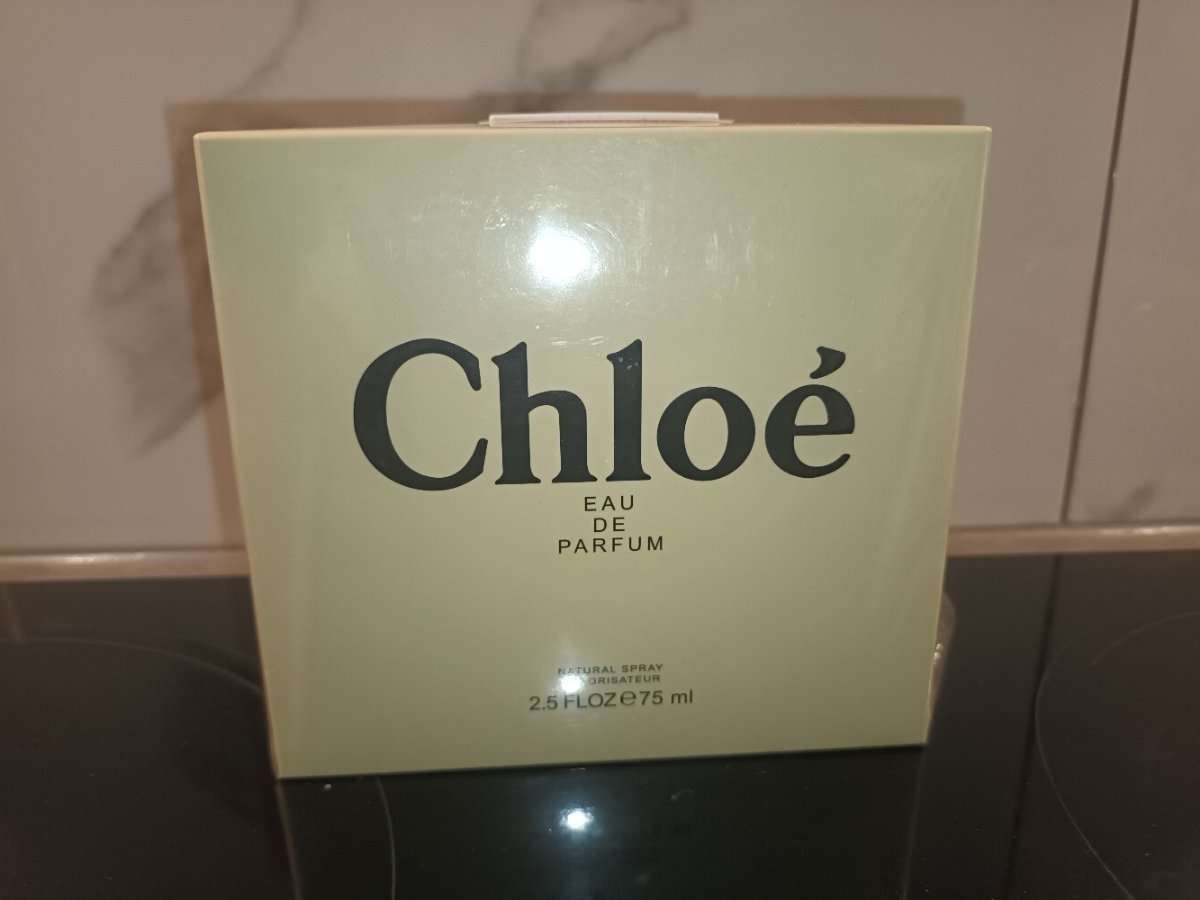 Chloé
EAU
DE
PARFUM
NATURAL SPRAY
2.5 FLOZ℮75 ml